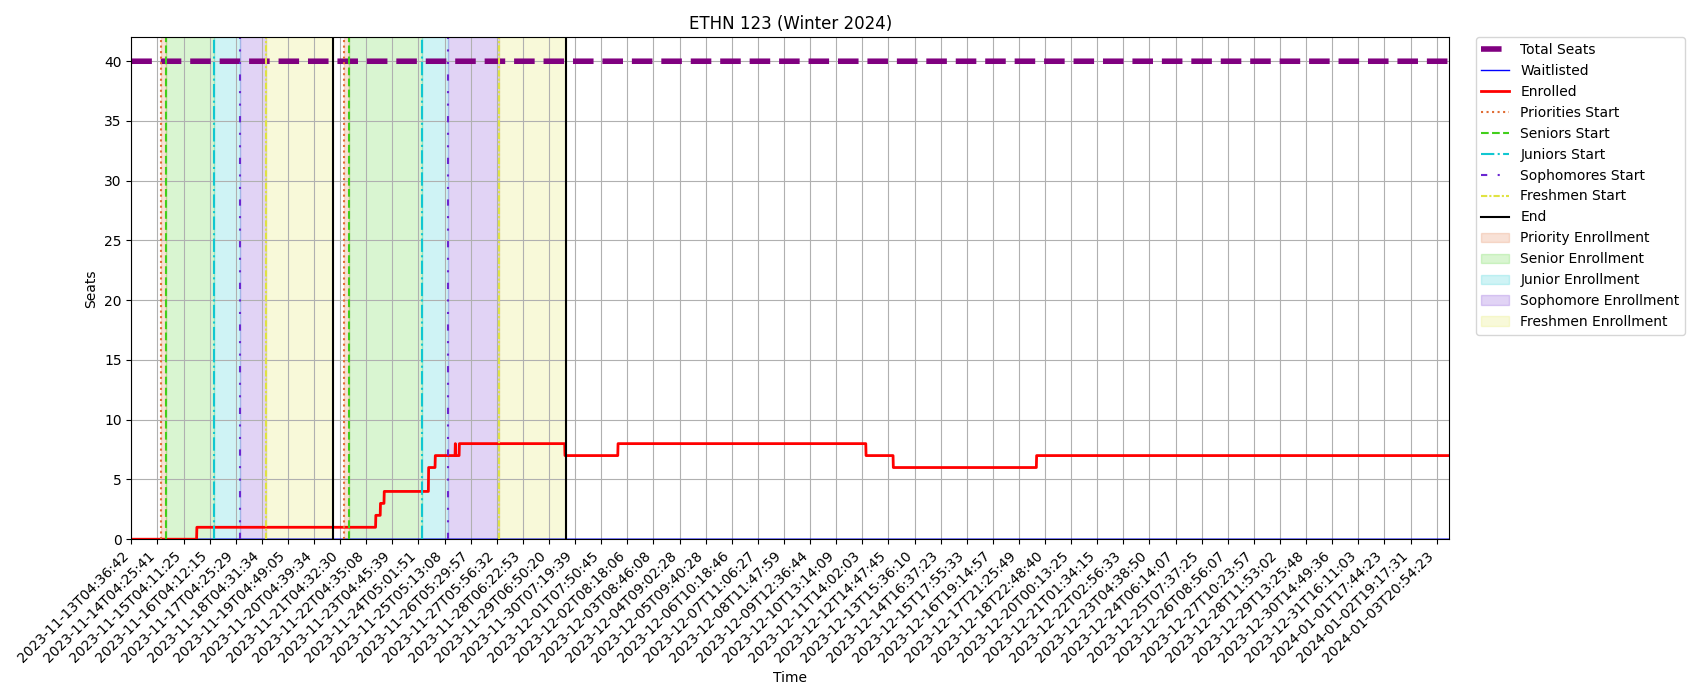 ETHN 123 (Winter 2024)
Seats
40
35
30
25
20
15
10
5
0
2023-11-13T04:36:42
2023-11-14T04:25:41
2023-11-15T04:11:25
2023-11-16T04:12:15
2023-11-17T04:25:29
2023-11-18T04:31:34
2023-11-19T04:49:05
2023-11-20T04:39:34
2023-11-21T04:32:30
2023-11-22T04:35:08
2023-11-23T04:45:39
2023-11-24T05:01:51
2023-11-25T05:13:08
2023-11-26T05:29:57
2023-11-27T05:56:32
2023-11-28T06:22:53
2023-11-29T06:50:20
2023-11-30T07:19:39
2023-12-01T07:50:45
2023-12-02T08:18:06
2023-12-03T08:46:08
2023-12-04T09:02:28
2023-12-05T09:40:28
2023-12-06T10:18:46
2023-12-07T11:06:27
2023-12-08T11:47:59
2023-12-09T12:36:44
2023-12-10T13:14:09
2023-12-11T14:02:03
2023-12-12T14:47:45
2023-12-13T15:36:10
2023-12-14T16:37:23
2023-12-15T17:55:33
2023-12-16T19:14:57
2023-12-17T21:25:49
2023-12-18T22:48:40
2023-12-20T00:13:25
2023-12-21T01:34:15
2023-12-22T02:56:33
2023-12-23T04:38:50
2023-12-24T06:14:07
2023-12-25T07:37:25
2023-12-26T08:56:07
2023-12-27T10:23:57
2023-12-28T11:53:02
2023-12-29T13:25:48
2023-12-30T14:49:36
2023-12-31T16:11:03
2024-01-01T17:44:23
2024-01-02T19:17:31
2024-01-03T20:54:23
Time
Total Seats
Waitlisted
Enrolled
Priorities Start
Seniors Start
Juniors Start
Sophomores Start
Freshmen Start
End
Priority Enrollment
Senior Enrollment
Junior Enrollment
Sophomore Enrollment
Freshmen Enrollment